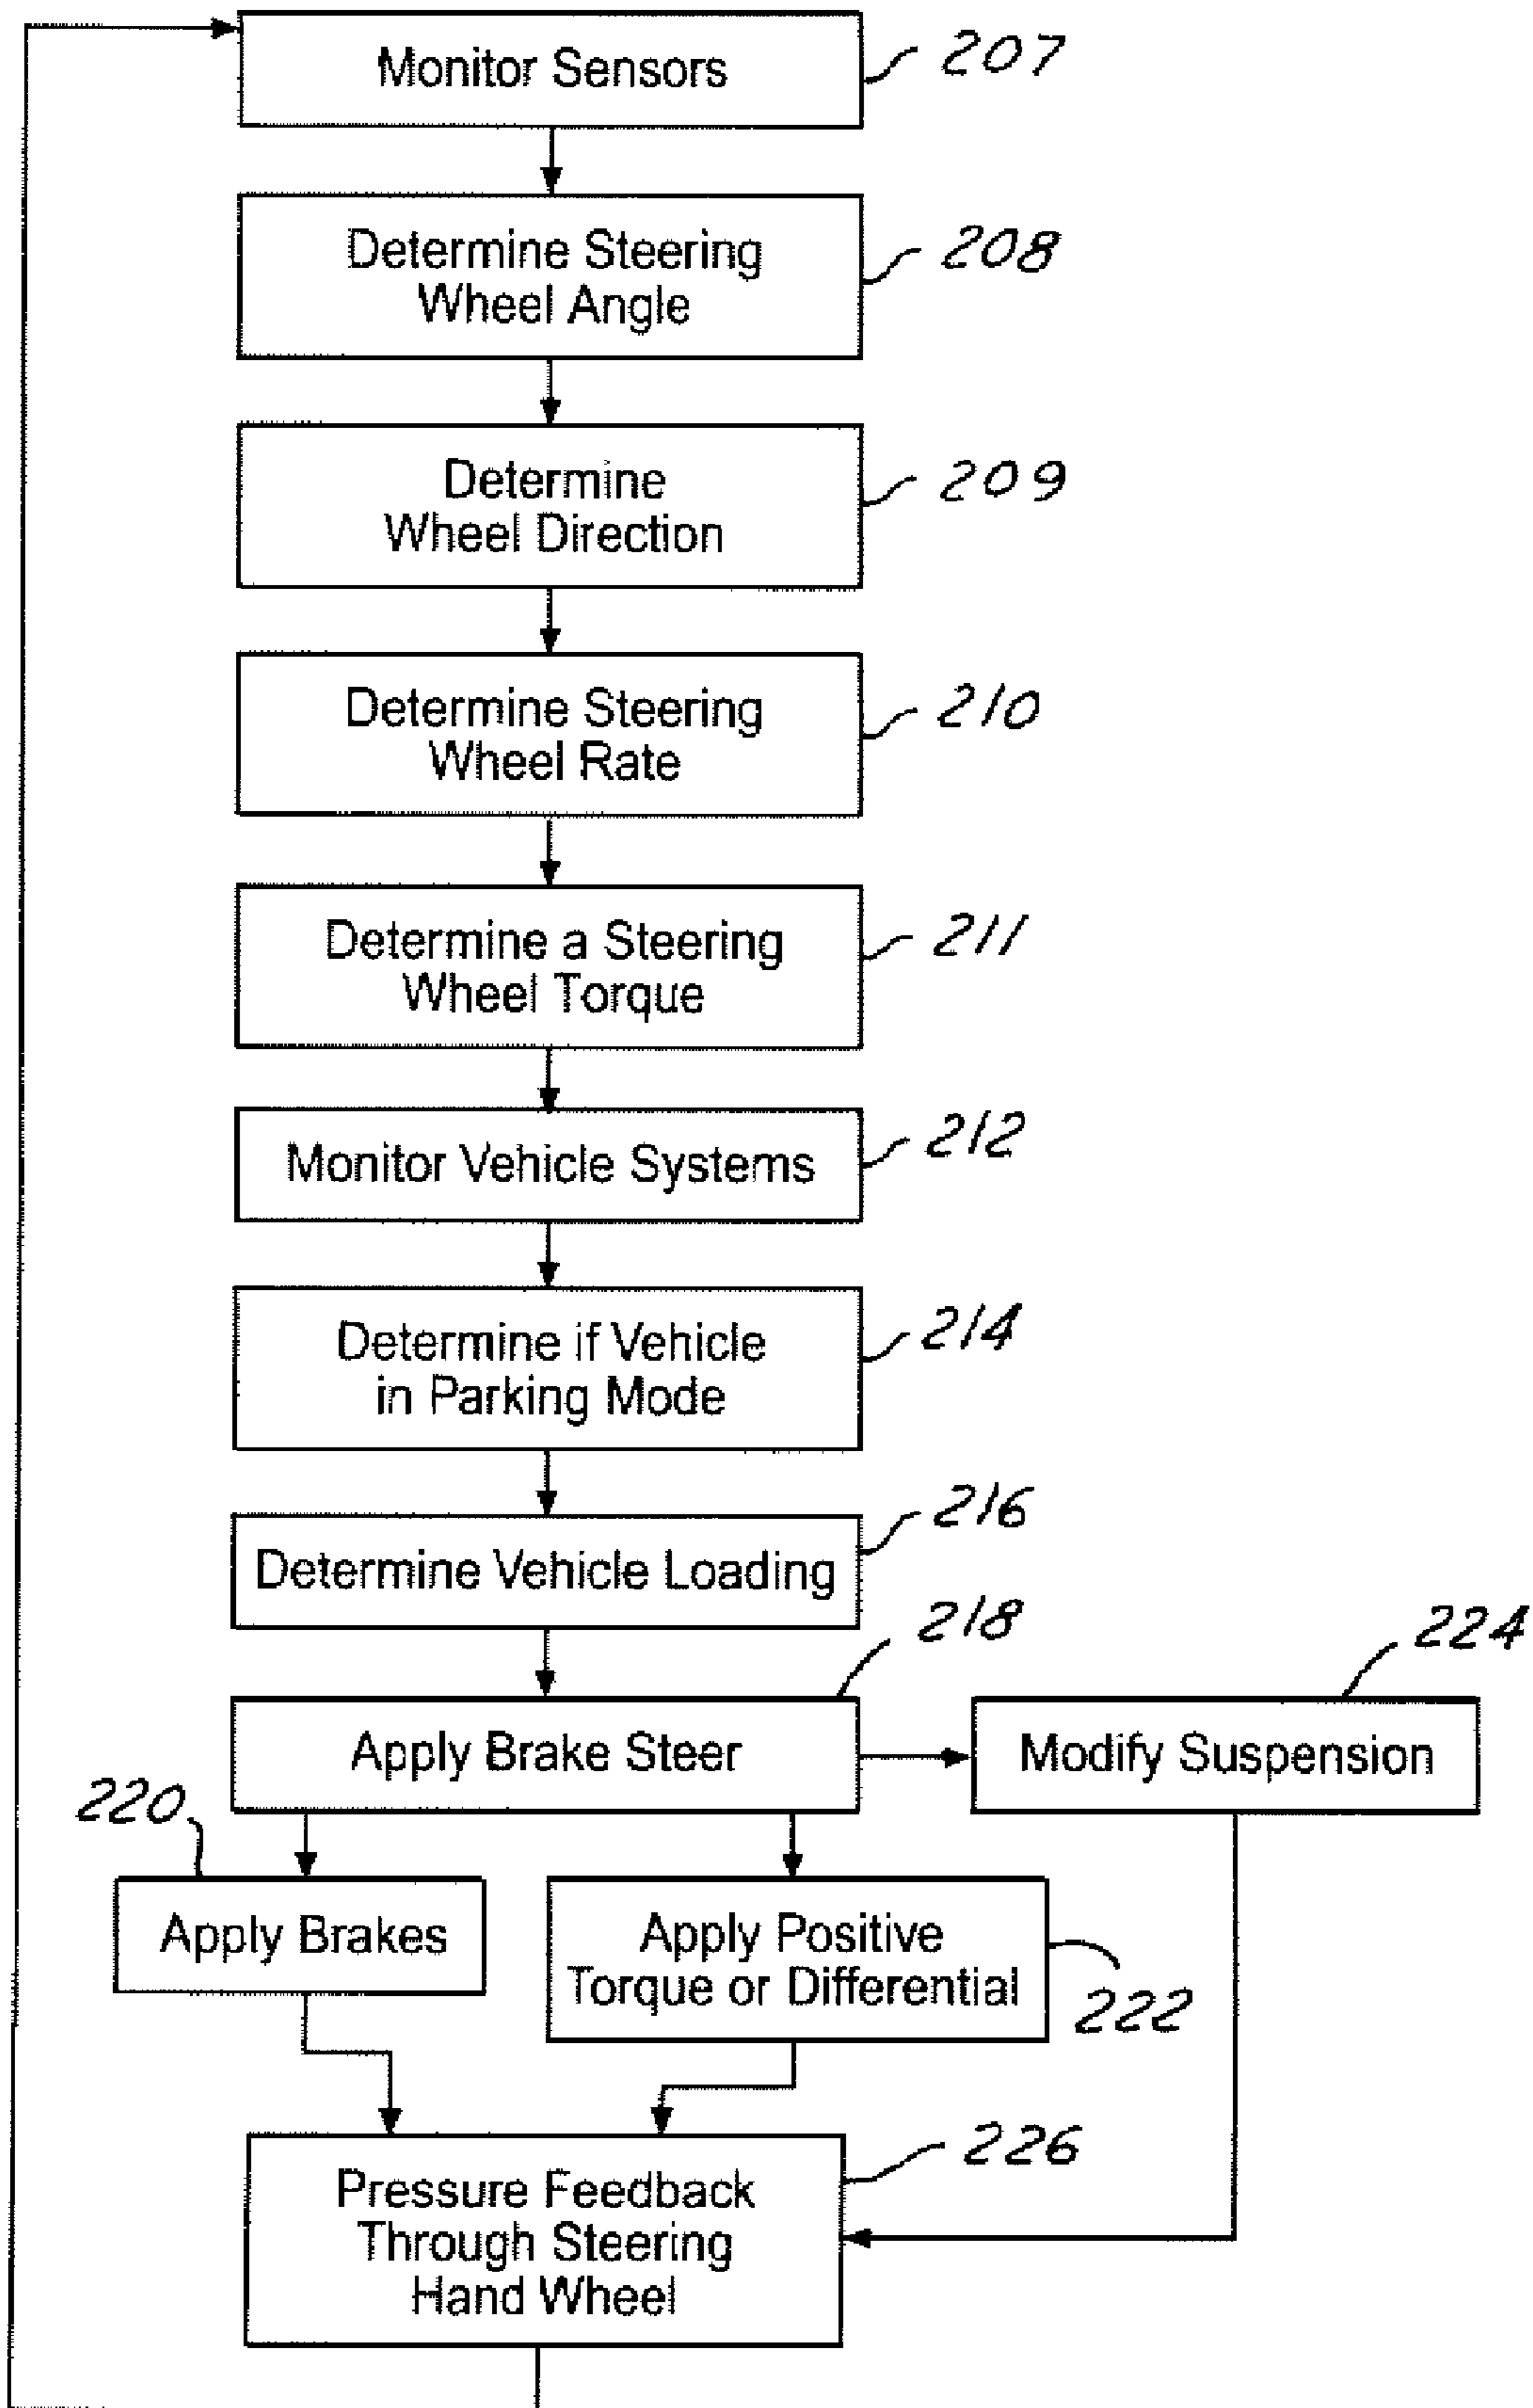 Monitor Sensors
207
Determine Steering
Wheel Angle
208
Determine
Wheel Direction
209
Determine Steering
Wheel Rate
210
Determine a Steering
Wheel Torque
211
Monitor Vehicle Systems
212
Determine if Vehicle
in Parking Mode
214
Determine Vehicle Loading
216
Apply Brake Steer
218
Modify Suspension
224
220
Apply Brakes
Apply Positive
Torque or Differential
222
Pressure Feedback
Through Steering
Hand Wheel
226